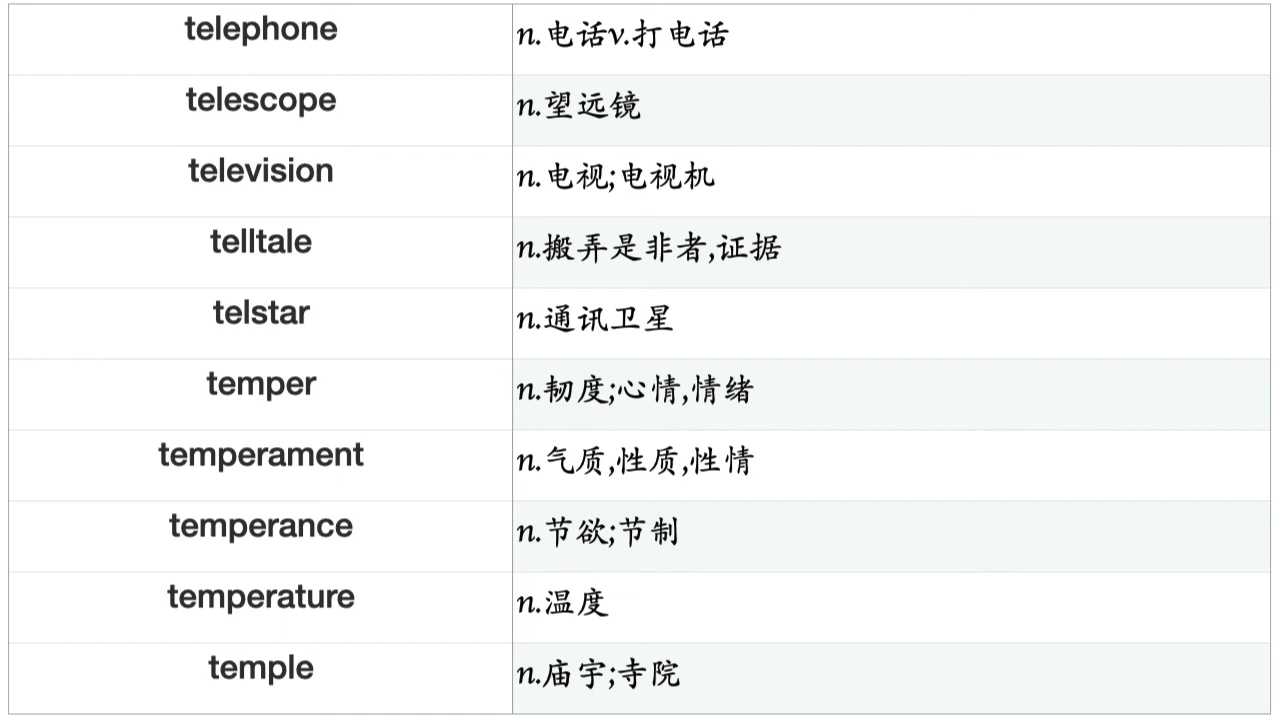 telephone n.电话v.打电话
telescope n.望远镜
television n.电视;电视机
telltale n.搬弄是非者,证据
telstar n.通讯卫星
temper n.韧度;心情,情绪
temperament n.气质,性质,性情
temperance n.节欲;节制
temperature n.温度
temple n.庙宇;寺院